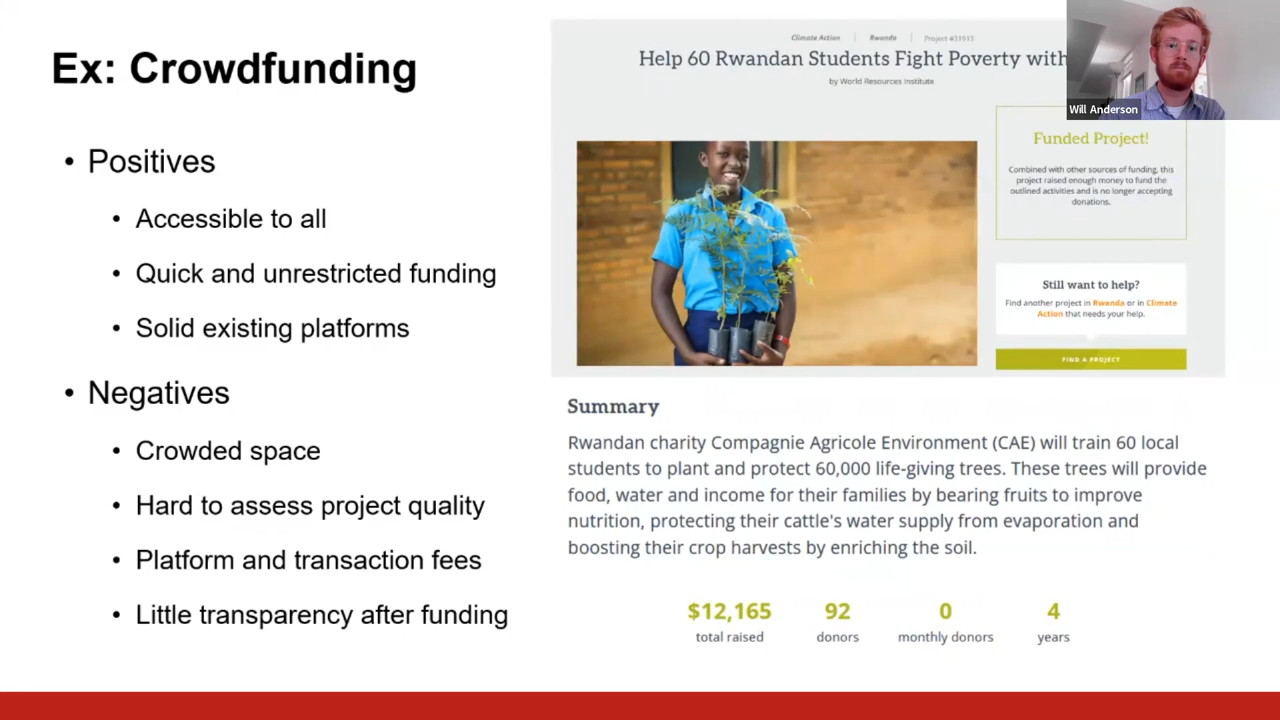 Ex: Crowdfunding
• Positives
• Accessible to all
• Quick and unrestricted funding
• Solid existing platforms
• Negatives
• Crowded space
• Hard to assess project quality
• Platform and transaction fees
• Little transparency after funding
Climate Action | Rwanda | Project #31915
Help 60 Rwandan Students Fight Poverty with
by World Resources Institute
Will Anderson
Funded Project!
Combined with other sources of funding, this
project raised enough money to fund the
outlined activities and is no longer accepting
donations.
Still want to help?
Find another project in Rwanda or in Climate
Action that needs your help.
FIND A PROJECT
Summary
Rwandan charity Compagnie Agricole Environment (CAE) will train 60 local
students to plant and protect 60,000 life-giving trees. These trees will provide
food, water and income for their families by bearing fruits to improve
nutrition, protecting their cattle's water supply from evaporation and
boosting their crop harvests by enriching the soil.
$12,165 92 0 4
total raised donors monthly donors years